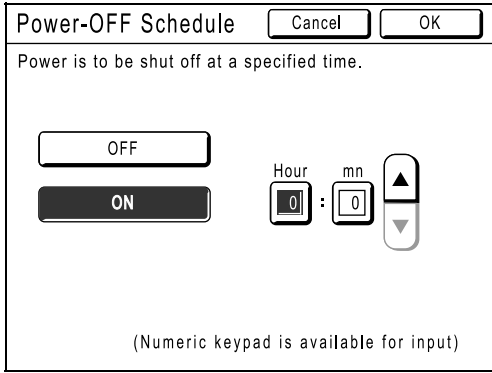 Power-OFF Schedule Cancel OK
Power is to be shut off at a specified time.
OFF
Hour mn
ON 0 : 0
(Numeric keypad is available for input)